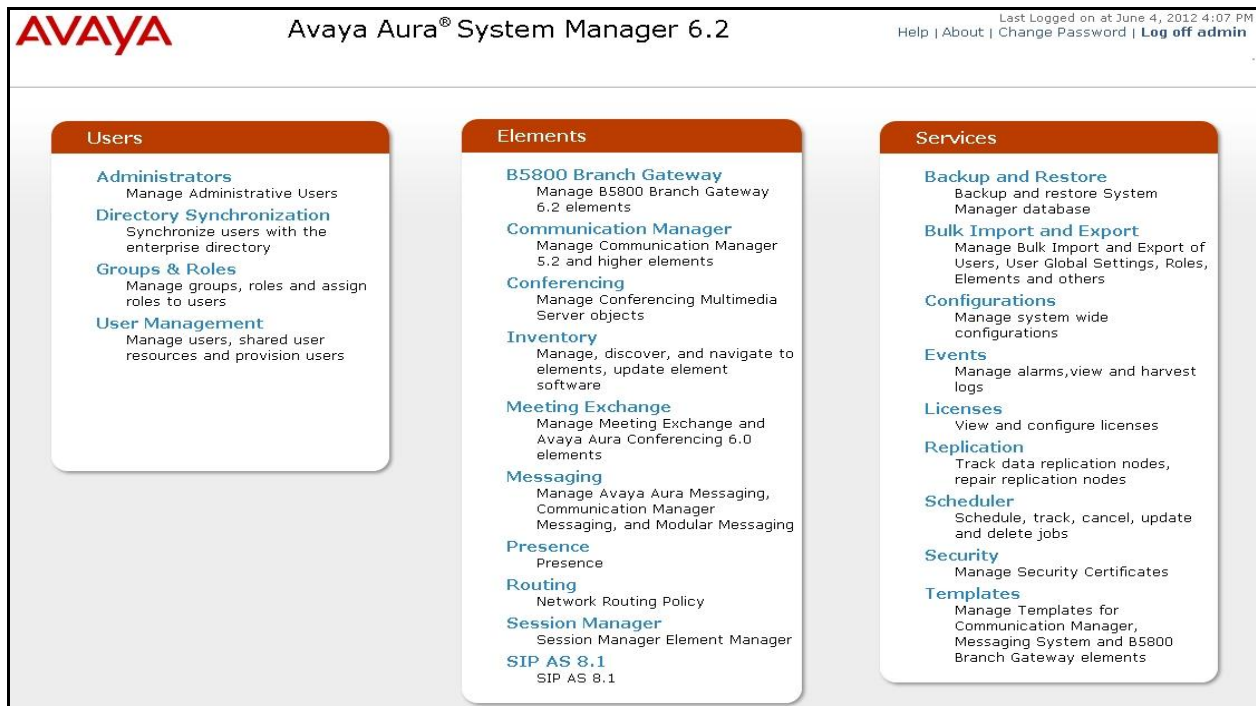 AVAYA
Avaya Aura® System Manager 6.2
Last Logged on at June 4, 2012 4:07 PM
Help | About | Change Password | Log off admin
Users
Administrators
Manage Administrative Users
Directory Synchronization
Synchronize users with the
enterprise directory
Groups & Roles
Manage groups, roles and assign
roles to users
User Management
Manage users, shared user
resources and provision users
Elements
B5800 Branch Gateway
Manage B5800 Branch Gateway
6.2 elements
Communication Manager
Manage Communication Manager
5.2 and higher elements
Conferencing
Manage Conferencing Multimedia
Server objects
Inventory
Manage, discover, and navigate to
elements, update element
software
Meeting Exchange
Manage Meeting Exchange and
Avaya Aura Conferencing 6.0
elements
Messaging
Manage Avaya Aura Messaging,
Communication Manager
Messaging, and Modular Messaging
Presence
Presence
Routing
Network Routing Policy
Session Manager
Session Manager Element Manager
SIP AS 8.1
SIP AS 8.1
Services
Backup and Restore
Backup and restore System
Manager database
Bulk Import and Export
Manage Bulk Import and Export of
Users, User Global Settings, Roles,
Elements and others
Configurations
Manage system wide
configurations
Events
Manage alarms,view and harvest
logs
Licenses
View and configure licenses
Replication
Track data replication nodes,
repair replication nodes
Scheduler
Schedule, track, cancel, update
and delete jobs
Security
Manage Security Certificates
Templates
Manage Templates for
Communication Manager,
Messaging System and B5800
Branch Gateway elements